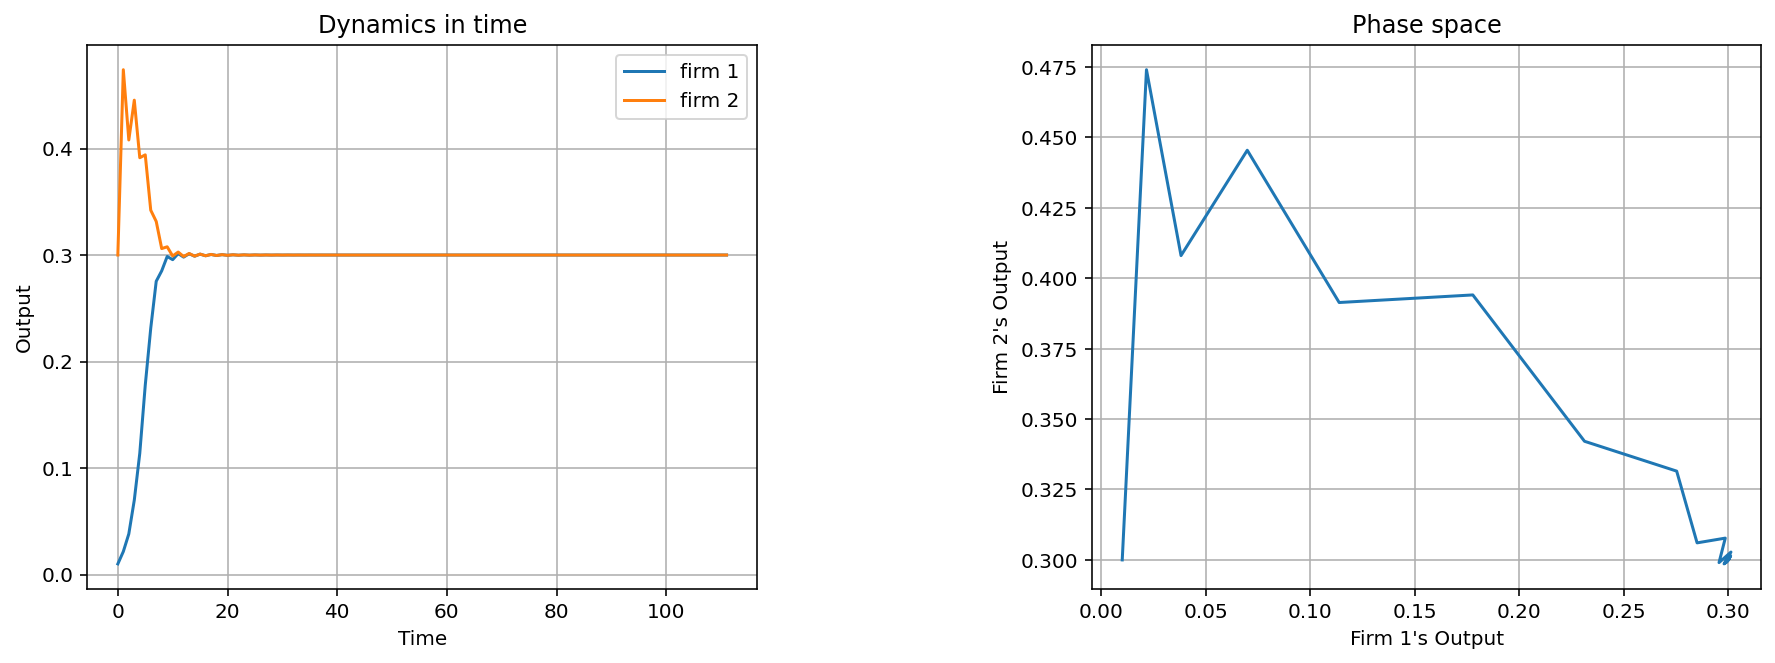 Dynamics in time
firm 1
firm 2
Output
0.4
0.3
0.2
0.1
0.0
0 20 40 60 80 100
Time
Phase space
Firm 2's Output
0.475
0.450
0.425
0.400
0.375
0.350
0.325
0.300
0.00 0.05 0.10 0.15 0.20 0.25 0.30
Firm 1's Output